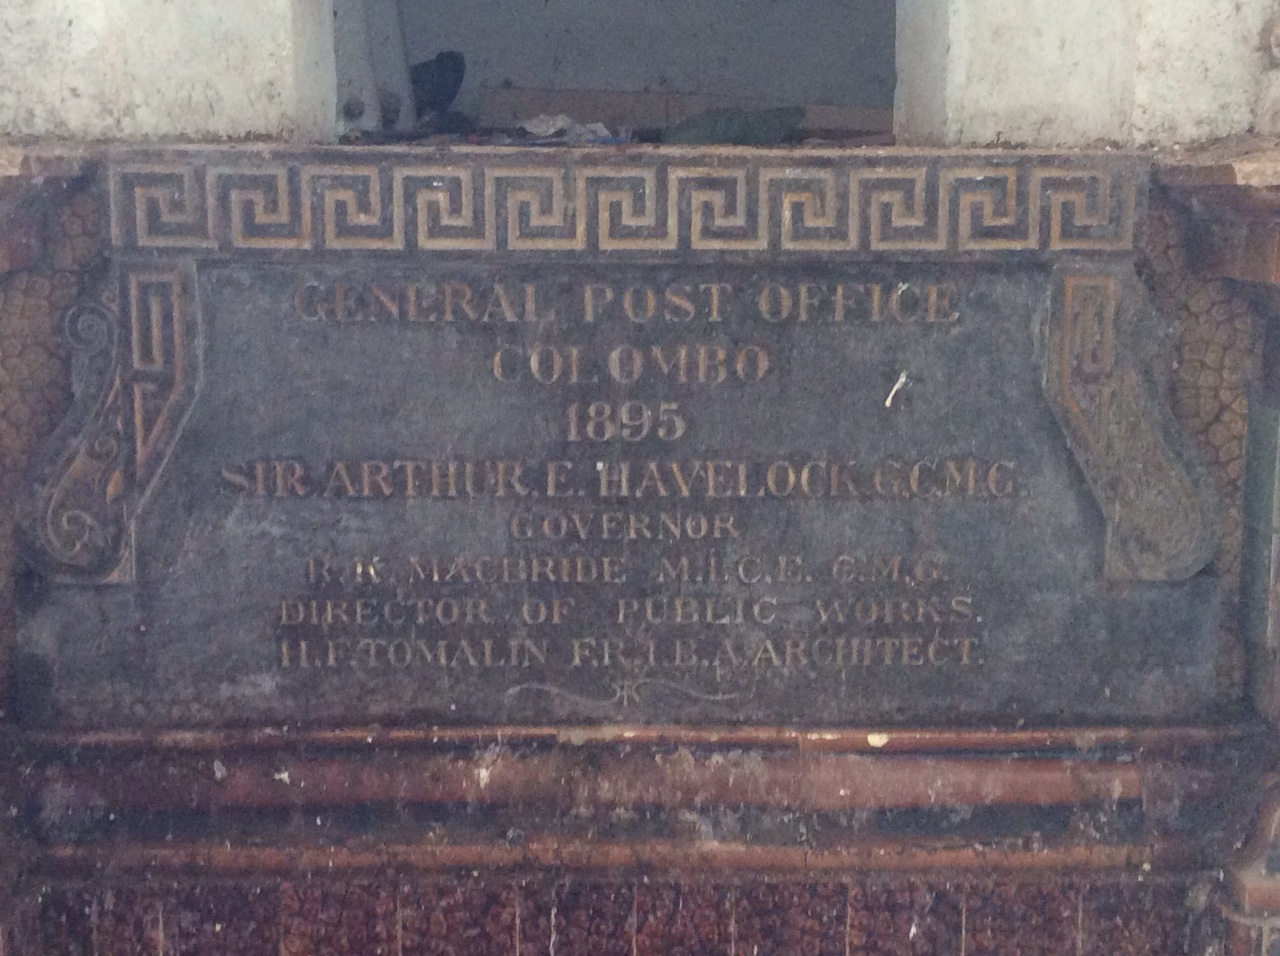 GENERAL POST OFFICE
COLOMBO
1895
SIR ARTHUR.E. HAVELOCK.G.C.M.G.
GOVERNOR
R.K. MACBRIDE M.I.C.E. C.M.G.
DIRECTOR OF PUBLIC WORKS.
H.F.TOMALIN F.R.I.B.A. ARCHITECT.